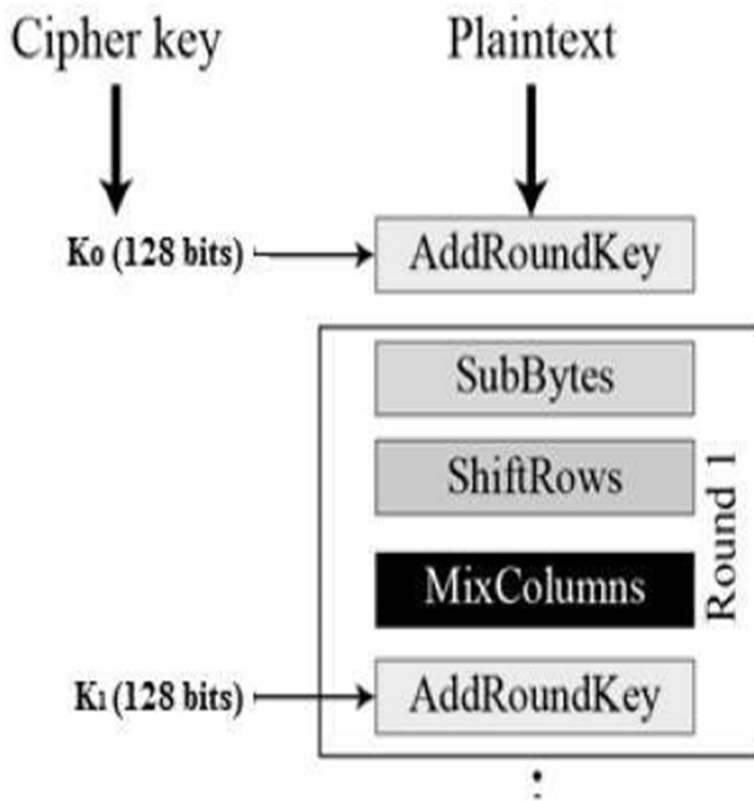 Cipher key
Plaintext
K0 (128 bits)
AddRoundKey
SubBytes
ShiftRows
MixColumns
Round 1
K1 (128 bits)
AddRoundKey